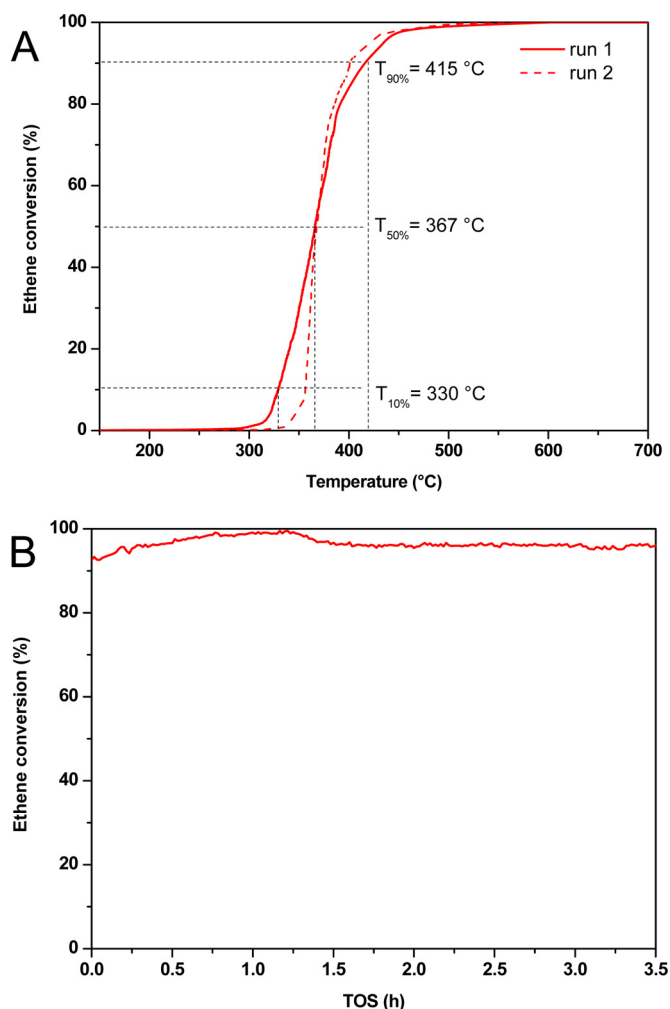 A
100
80
60
40
20
0
Ethene conversion (%)
run 1
run 2
T90%= 415 °C
T50%= 367 °C
T10%= 330 °C
200 300 400 500 600 700
Temperature (°C)
B
100
80
60
40
20
0
Ethene conversion (%)
0.0 0.5 1.0 1.5 2.0 2.5 3.0 3.5
TOS (h)